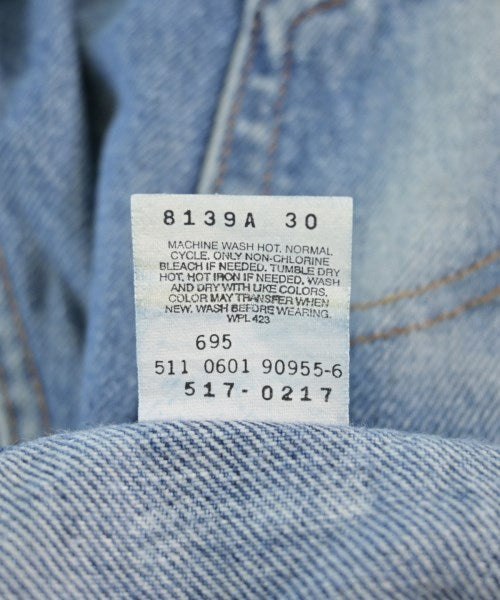 8139A 30
MACHINE WASH HOT. NORMAL
CYCLE. ONLY NON-CHLORINE
BLEACH IF NEEDED. TUMBLE DRY
HOT, HOT IRON IF NEEDED. WASH
AND DRY WITH LIKE COLORS.
COLOR MAY TRANSFER WHEN
NEW. WASH BEFORE WEARING.
WPL 423
695
511 0601 90955-6
517-0217